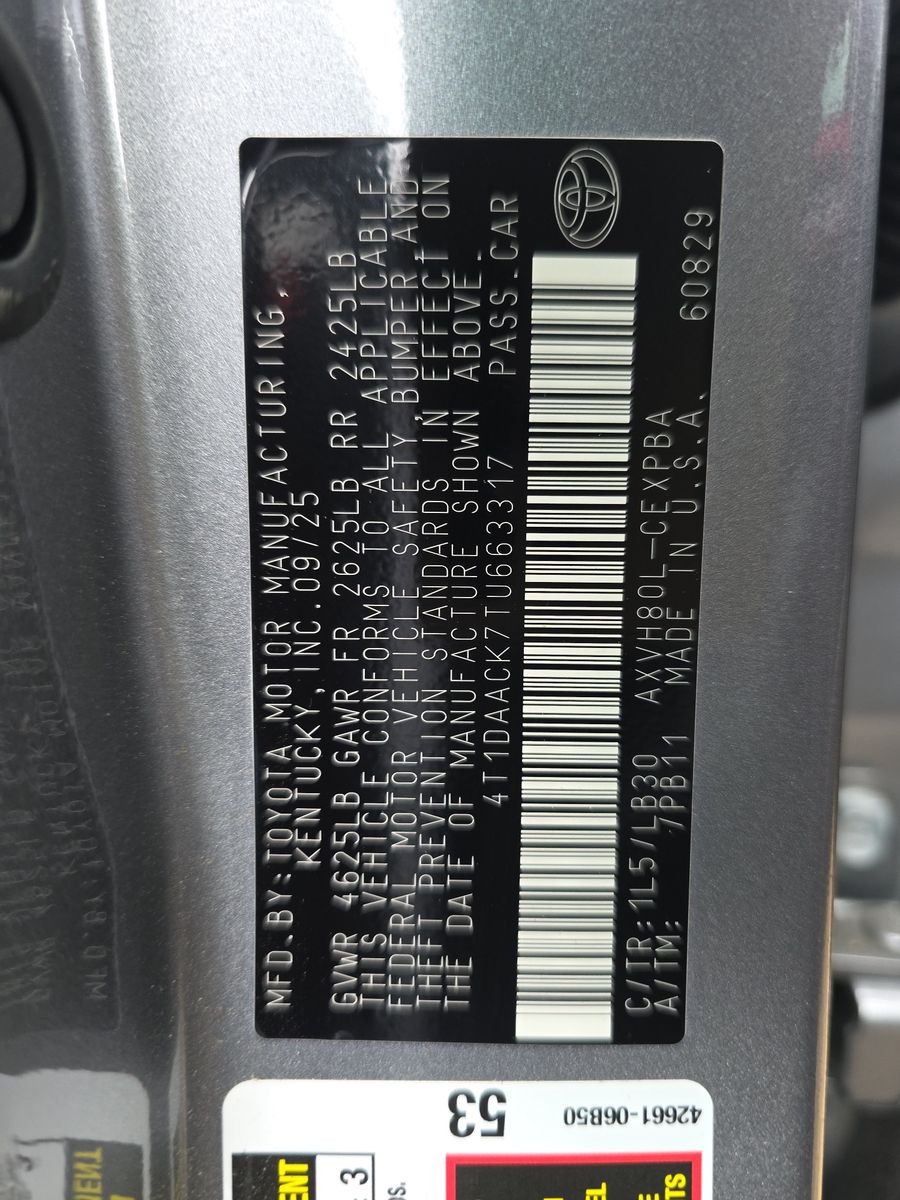 MFD.BY:TOYOTA MOTOR MANUFACTURING,
KENTUCKY, INC.09/25
GVWR 4625LB GAWR FR 2625LB RR 2425LB
THIS VEHICLE CONFORMS TO ALL APPLICABLE
FEDERAL MOTOR VEHICLE SAFETY,BUMPER,AND
THEFT PREVENTION STANDARDS IN EFFECT ON
THE DATE OF MANUFACTURE SHOWN ABOVE.
4T1DAACK7TU663317 PASS.CAR
C/IR:1L5/LB30 AXVH80L-CEXPBA
A/TM: 7PB11 MADE IN U.S.A. 60829
53
42661-06B50
3